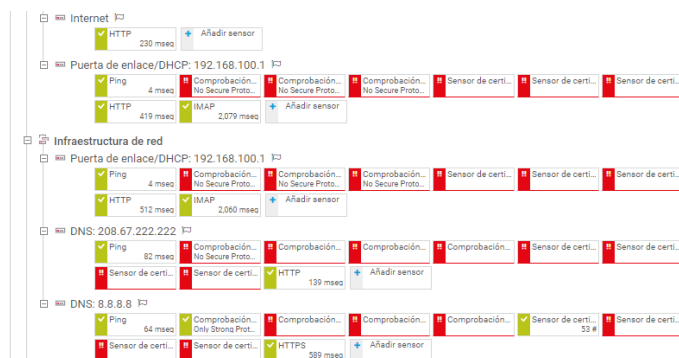 Internet
HTTP + Añadir sensor
230 mseg
Puerta de enlace/DHCP: 192.168.100.1
Ping Comprobación... Comprobación... Comprobación... Sensor de certi... Sensor de certi... Sensor de certi...
4 mseg No Secure Proto... No Secure Proto... No Secure Proto...
HTTP IMAP + Añadir sensor
419 mseg 2,079 mseg
Infraestructura de red
Puerta de enlace/DHCP: 192.168.100.1
Ping Comprobación... Comprobación... Comprobación... Sensor de certi... Sensor de certi... Sensor de certi...
4 mseg No Secure Proto... No Secure Proto... No Secure Proto...
HTTP IMAP + Añadir sensor
512 mseg 2,060 mseg
DNS: 208.67.222.222
Ping Comprobación... Comprobación... Comprobación... Comprobación... Sensor de certi... Sensor de certi...
82 mseg No Secure Proto...
Sensor de certi... Sensor de certi... HTTP + Añadir sensor
139 mseg
DNS: 8.8.8.8
Ping Comprobación... Comprobación... Comprobación... Comprobación... Sensor de certi... Sensor de certi...
64 mseg Only Strong Prot... 53 #
Sensor de certi... Sensor de certi... HTTPS + Añadir sensor
589 mseg